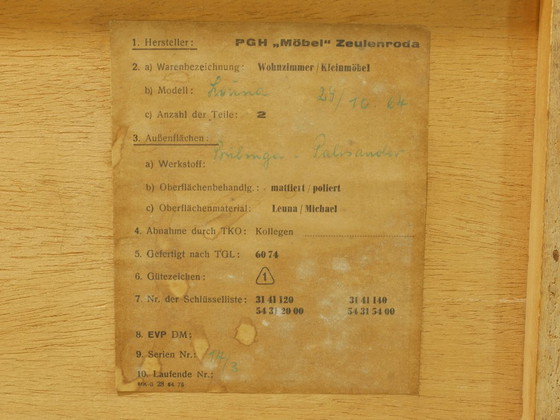 1. Hersteller: PGH „Möbel" Zeulenroda
2. a) Warenbezeichnung: Wohnzimmer/Kleinmöbel
b) Modell: 24/10. 64
c) Anzahl der Teile: 2
3. Außenflächen:
a) Werkstoff: Palisander
b) Oberflächenbehandlg.: mattiert/poliert
c) Oberflächenmaterial: Leuna/Michael
4. Abnahme durch TKO: Kollegen
5. Gefertigt nach TGL: 6074
6. Gütezeichen: 1
7. Nr. der Schlüsselliste: 31 41 120 31 41 140
54 31 20 00 54 31 54 00
8. EVP DM:
9. Serien Nr.:
10. Laufende Nr.: